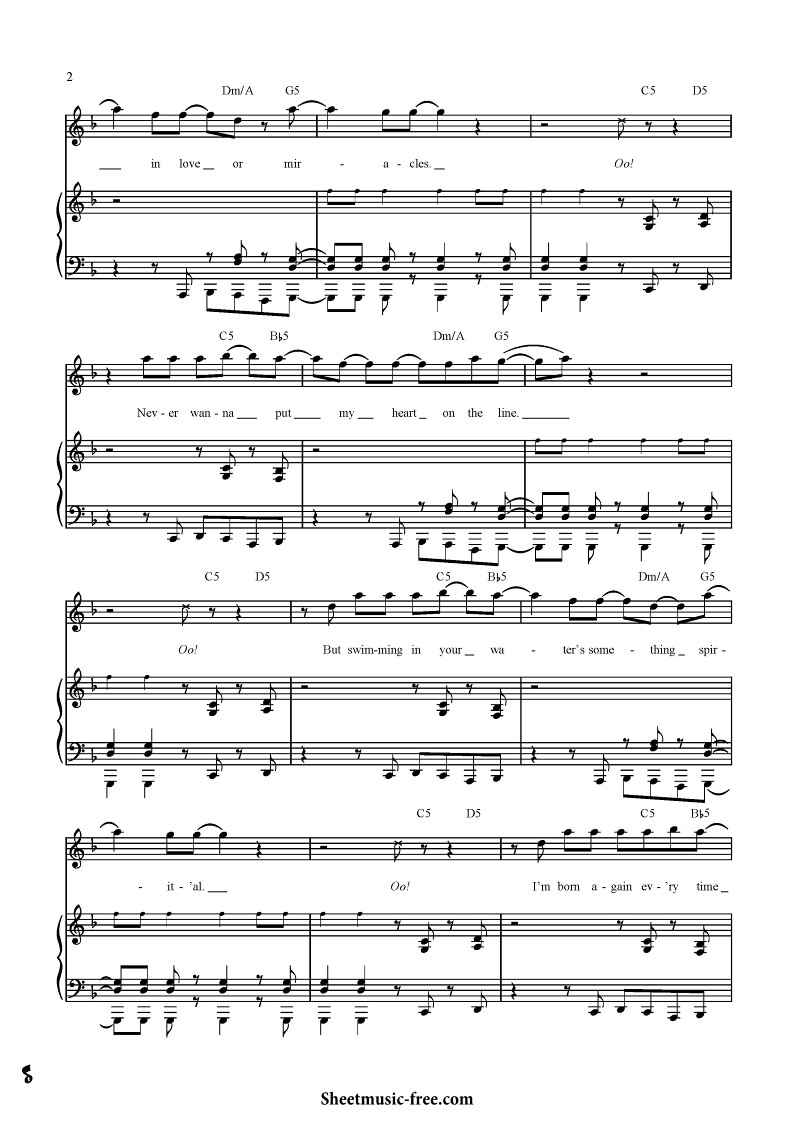 2
Dm/A G5 C5 D5
in love or mir - a - cles. Oo!
C5 B♭5 Dm/A G5
Nev - er wan - na put my heart on the line.
C5 D5 C5 B♭5 Dm/A G5
Oo! But swim-ming in your wa - ter's some - thing spir -
C5 D5 C5 B♭5
- it - 'al. Oo! I'm born a - gain ev - 'ry time
8
Sheetmusic-free.com